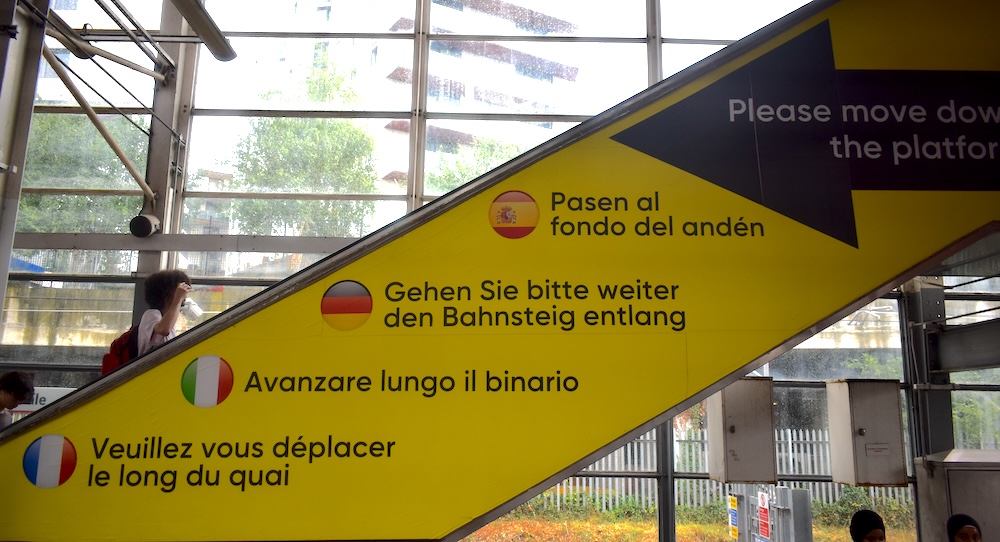 Please move dow
the platfor
Pasen al
fondo del andén
Gehen Sie bitte weiter
den Bahnsteig entlang
Avanzare lungo il binario
Veuillez vous déplacer
le long du quai